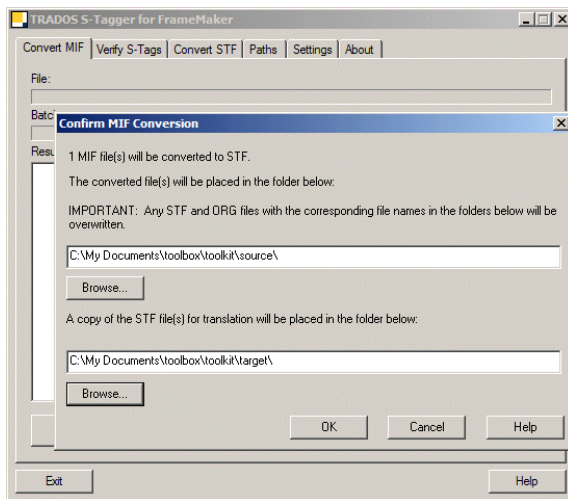 TRADOS S-Tagger for FrameMaker
Convert MIF Verify S-Tags Convert STF Paths Settings About
File:
Confirm MIF Conversion
1 MIF file(s) will be converted to STF.
The converted file(s) will be placed in the folder below:
IMPORTANT: Any STF and ORG files with the corresponding file names in the folders below will be
overwritten.
C:\My Documents\toolbox\toolkit\source\
Browse...
A copy of the STF file(s) for translation will be placed in the folder below:
C:\My Documents\toolbox\toolkit\target\
Browse...
OK Cancel Help
Exit Help